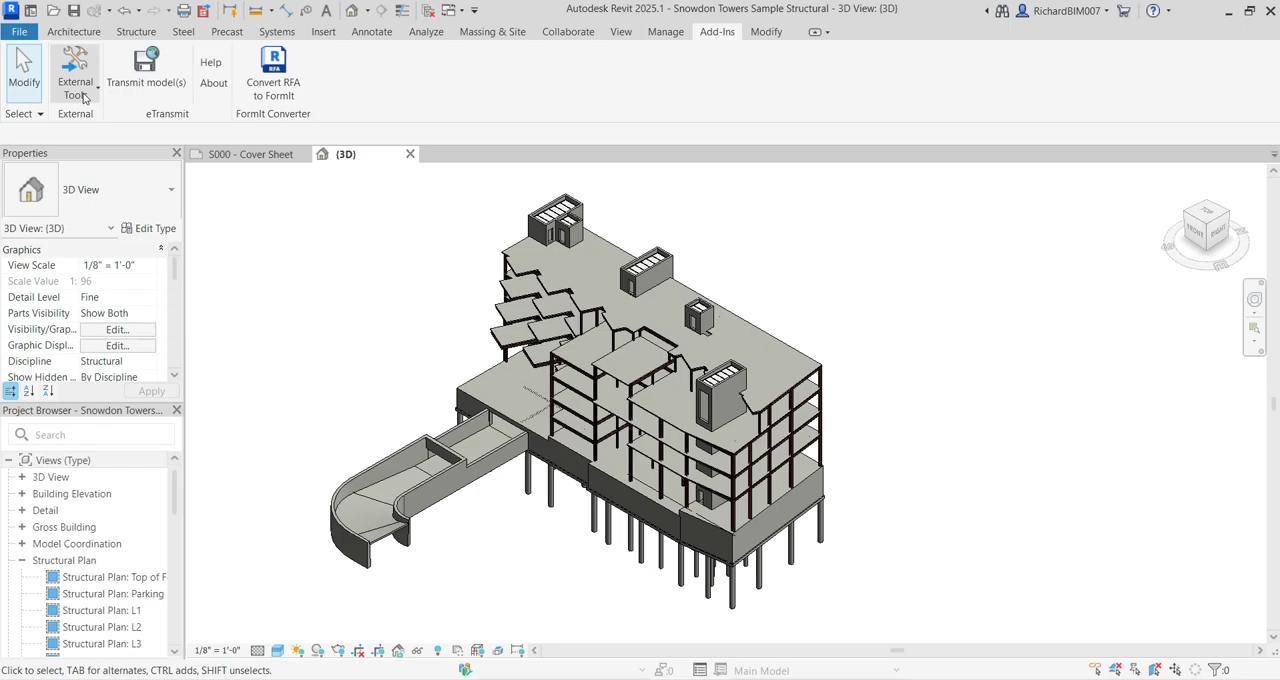 Autodesk Revit 2025.1 - Snowdon Towers Sample Structural - 3D View: {3D}
RichardBIM007
File Architecture Structure Steel Precast Systems Insert Annotate Analyze Massing & Site Collaborate View Manage Add-Ins Modify
Modify
External
Transmit model(s)
Help
About
Convert RFA
to FormIt
Select
External
eTransmit
FormIt Converter
Properties
S000 - Cover Sheet
{3D}
3D View
3D View: {3D}
Edit Type
Graphics
View Scale 1/8" = 1'-0"
Scale Value 1: 96
Detail Level Fine
Parts Visibility Show Both
Visibility/Grap... Edit...
Graphic Displ... Edit...
Discipline Structural
Show Hidden ... By Discipline
Apply
Project Browser - Snowdon Towers...
Search
Views (Type)
3D View
Building Elevation
Detail
Gross Building
Model Coordination
Structural Plan
Structural Plan: Top of F
Structural Plan: Parking
Structural Plan: L1
Structural Plan: L2
Structural Plan: L3
TOP
FRONT
RIGHT
1/8" = 1'-0"
Click to select, TAB for alternates, CTRL adds, SHIFT unselects.
:0
Main Model
:0